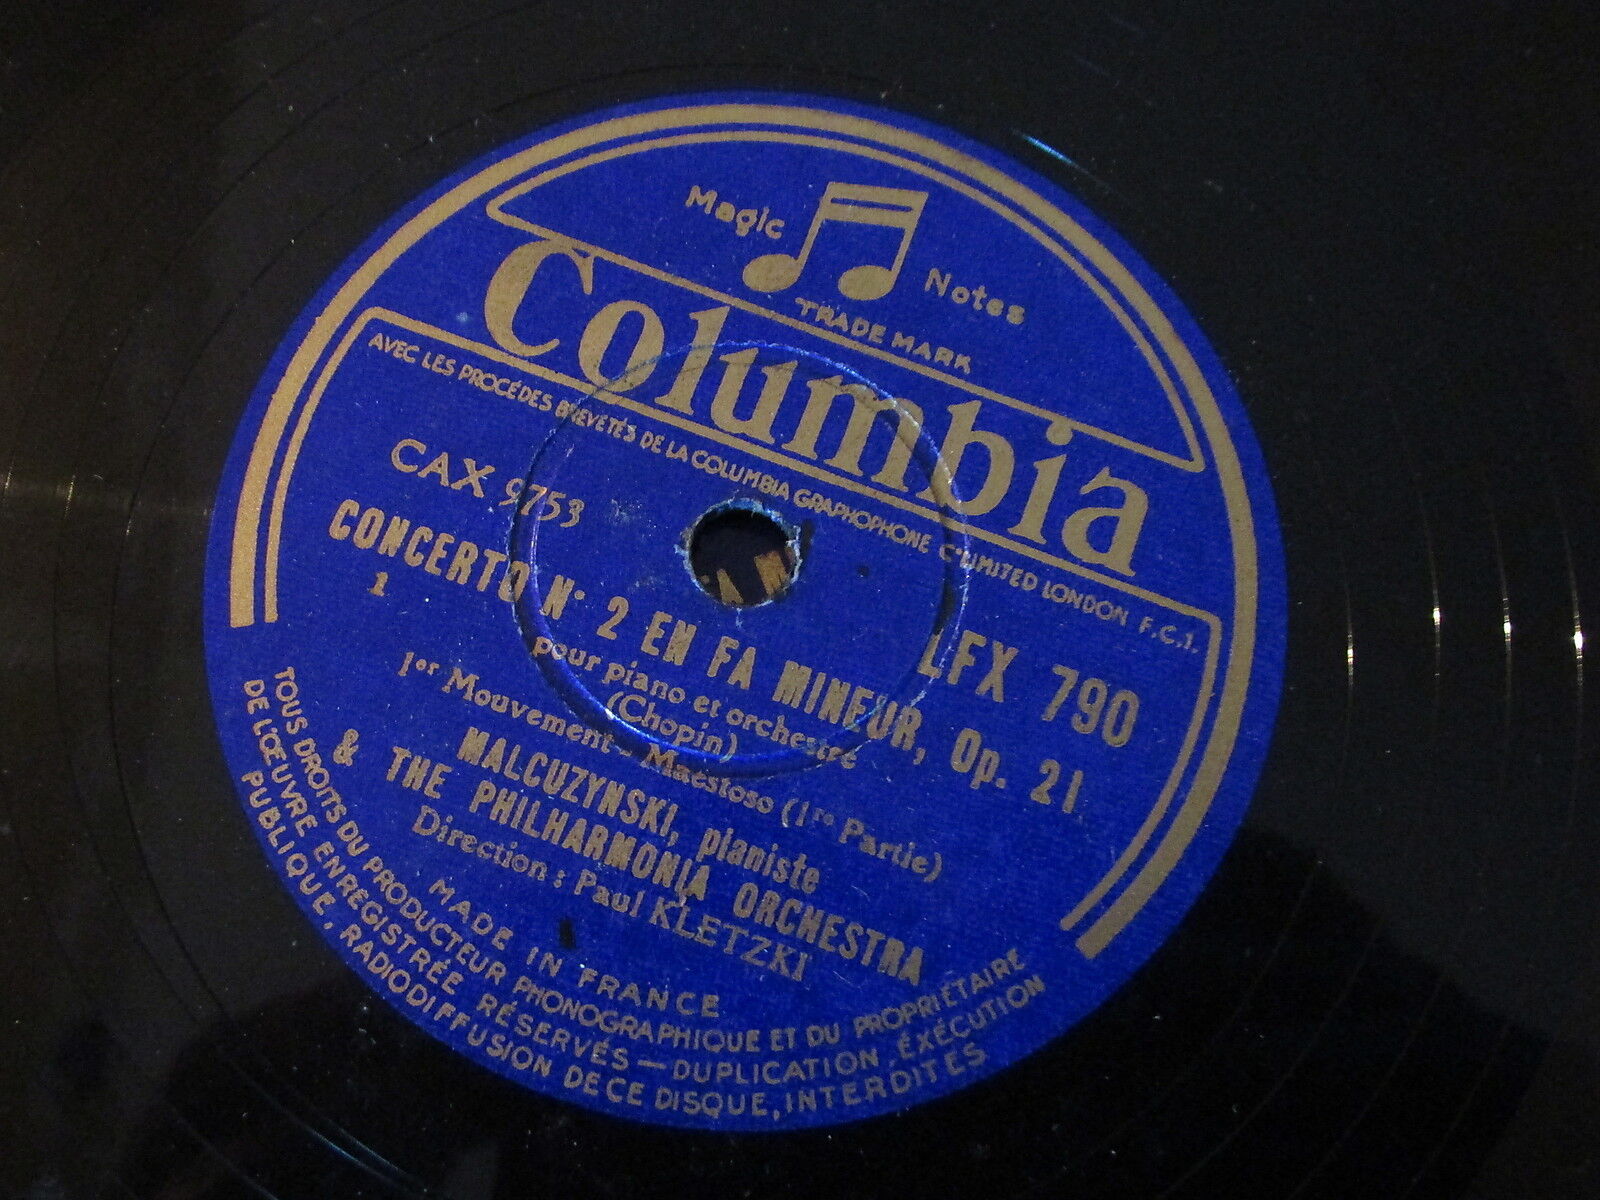 Magic Notes
TRADE MARK
Columbia
AVEC LES PROCÉDES BREVETÉS DE LA COLUMBIA GRAPHOPHONE Cº LIMITED LONDON F.C.I.
CAX 9753
LFX 790
CONCERTO Nº 2 EN FA MINEUR, Op. 21
1
pour piano et orchestre
(Chopin)
1er Mouvement - Maestoso (1re Partie)
MALCUZYNSKI, pianiste
& THE PHILHARMONIA ORCHESTRA
Direction : Paul KLETZKI
MADE IN FRANCE
TOUS DROITS DU PRODUCTEUR PHONOGRAPHIQUE ET DU PROPRIÉTAIRE
DE L'ŒUVRE ENREGISTRÉE RÉSERVÉS — DUPLICATION, EXÉCUTION
PUBLIQUE, RADIODIFFUSION DE CE DISQUE, INTERDITES